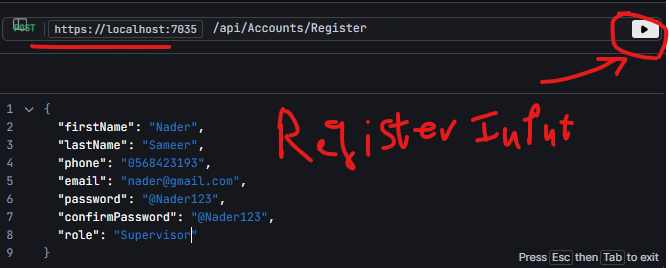 POST https://localhost:7035 /api/Accounts/Register
1 {
2 "firstName": "Nader",
3 "lastName": "Sameer",
4 "phone": "0568423193",
5 "email": "nader@gmail.com",
6 "password": "@Nader123",
7 "confirmPassword": "@Nader123",
8 "role": "Supervisor"
9 }
Register Input
Press Esc then Tab to exit